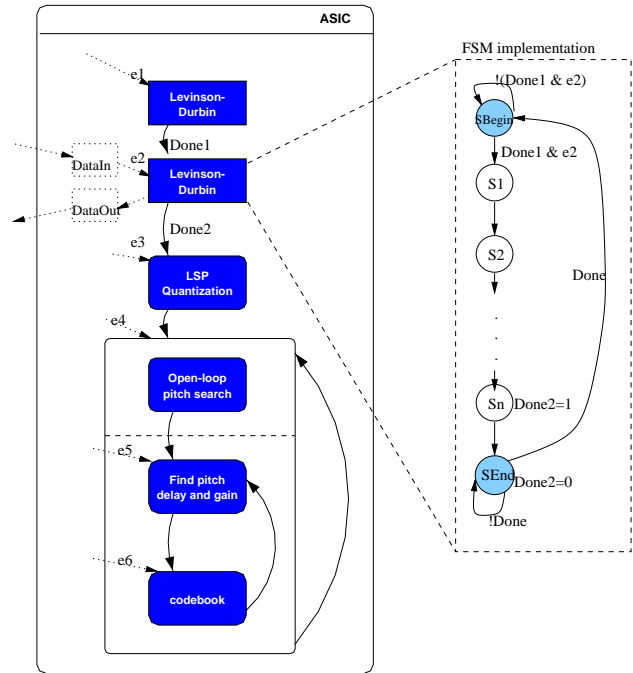 ASIC
e1
Levinson-
Durbin
Done1
e2
DataIn
Levinson-
Durbin
DataOut
Done2
e3
LSP
Quantization
e4
Open-loop
pitch search
e5
Find pitch
delay and gain
e6
codebook
FSM implementation
!(Done1 & e2)
SBegin
Done1 & e2
S1
S2
Done
.
.
.
Sn
Done2=1
SEnd
Done2=0
!Done